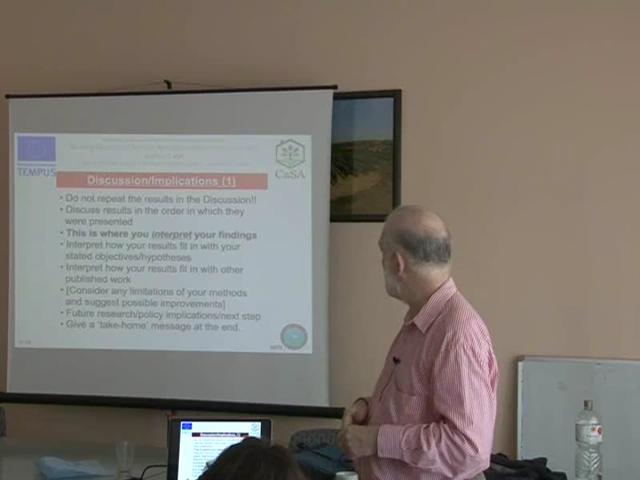 TEMPUS
CaSA
Discussion/Implications (1)
• Do not repeat the results in the Discussion!!
• Discuss results in the order in which they
were presented
• This is where you interpret your findings
• Interpret how your results fit in with your
stated objectives/hypotheses
• Interpret how your results fit in with other
published work
• [Consider any limitations of your methods
and suggest possible improvements]
• Future research/policy implications/next step
• Give a 'take-home' message at the end.
Discussion/Implications (1)